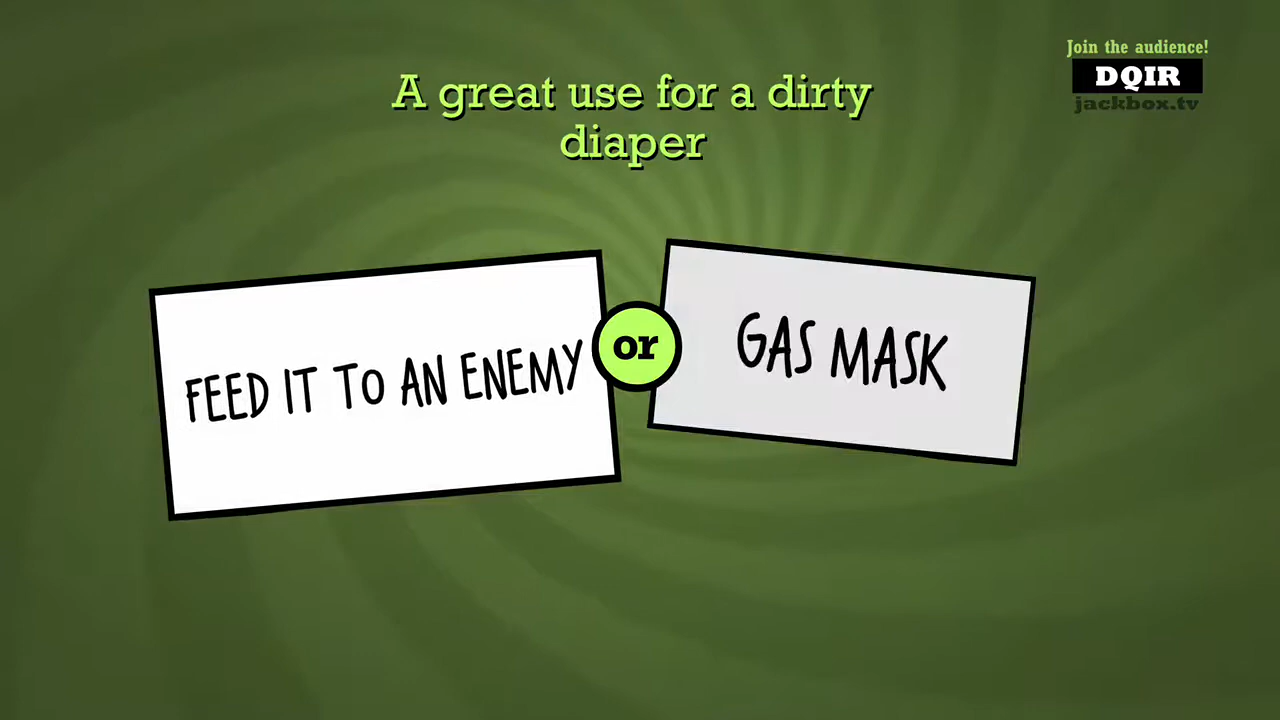 Join the audience!
DQIR
jackbox.tv
A great use for a dirty
diaper
FEED IT TO AN ENEMY
or
GAS MASK